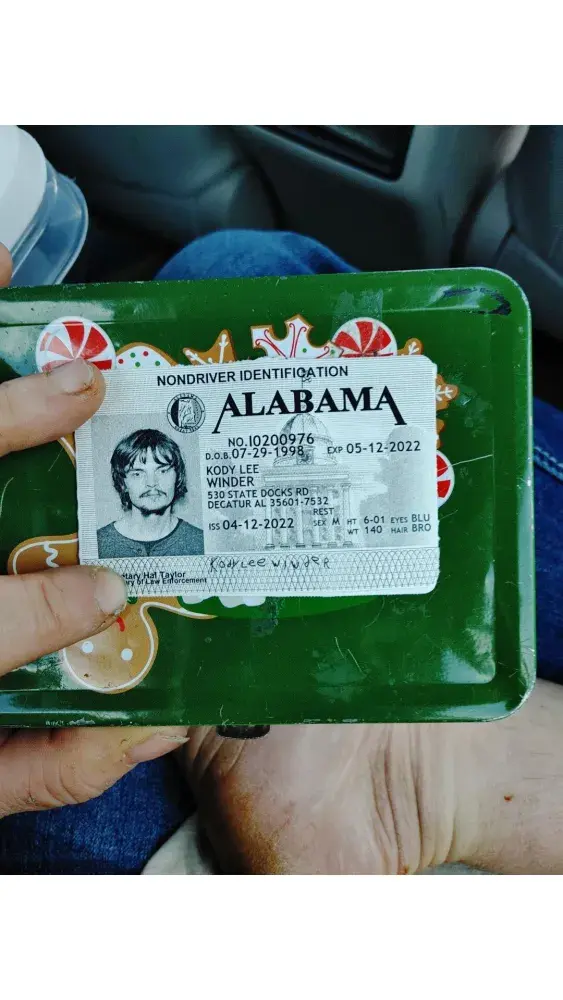 NONDRIVER IDENTIFICATION
ALABAMA
NO.I0200976
D.O.B.07-29-1998 EXP 05-12-2022
KODY LEE
WINDER
530 STATE DOCKS RD
DECATUR AL 35601-7532
REST
ISS 04-12-2022 SEX M HT 6-01 EYES BLU
WT 140 HAIR BRO
Kody Lee Winder
Hal Taylor
of Law Enforcement